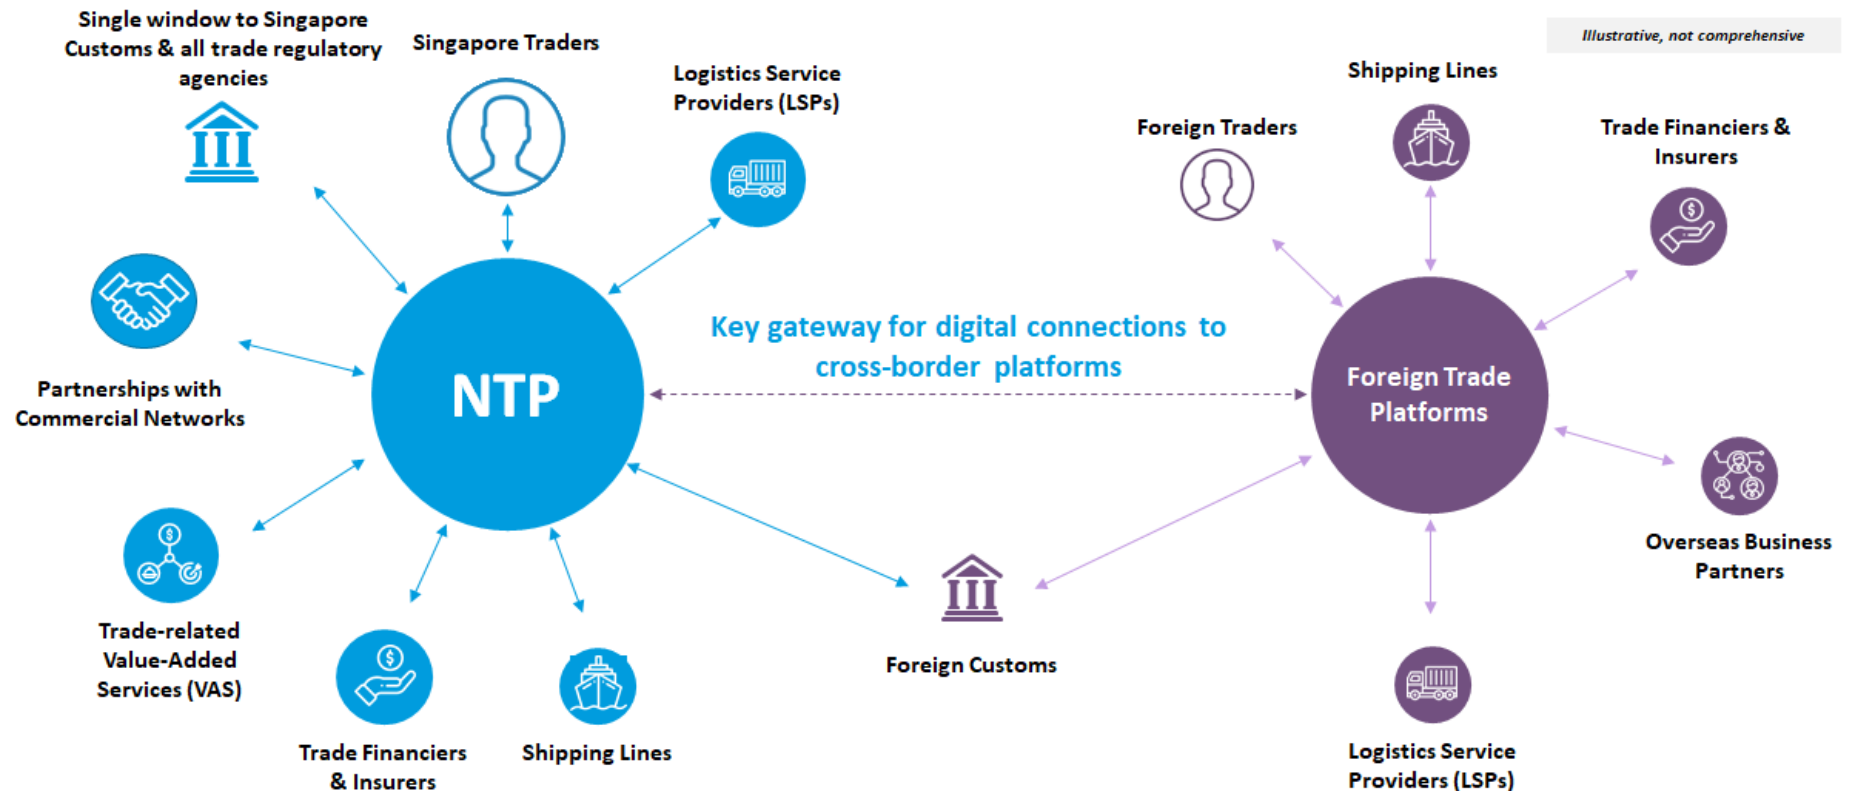 Single window to Singapore
Customs & all trade regulatory
agencies
Singapore Traders
Logistics Service
Providers (LSPs)
Partnerships with
Commercial Networks
NTP
Trade-related
Value-Added
Services (VAS)
Trade Financiers
& Insurers
Shipping Lines
Key gateway for digital connections to
cross-border platforms
Foreign Customs
Illustrative, not comprehensive
Foreign Traders
Shipping Lines
Trade Financiers &
Insurers
Foreign Trade
Platforms
Overseas Business
Partners
Logistics Service
Providers (LSPs)